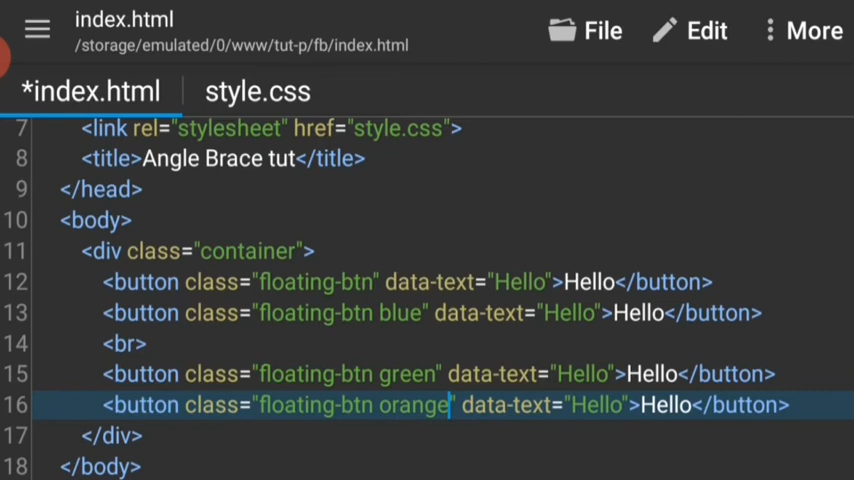 index.html
/storage/emulated/0/www/tut-p/fb/index.html
File
Edit
More
*index.html
style.css
7 <link rel="stylesheet" href="style.css">
8 <title>Angle Brace tut</title>
9 </head>
10 <body>
11 <div class="container">
12 <button class="floating-btn" data-text="Hello">Hello</button>
13 <button class="floating-btn blue" data-text="Hello">Hello</button>
14 <br>
15 <button class="floating-btn green" data-text="Hello">Hello</button>
16 <button class="floating-btn orange" data-text="Hello">Hello</button>
17 </div>
18 </body>